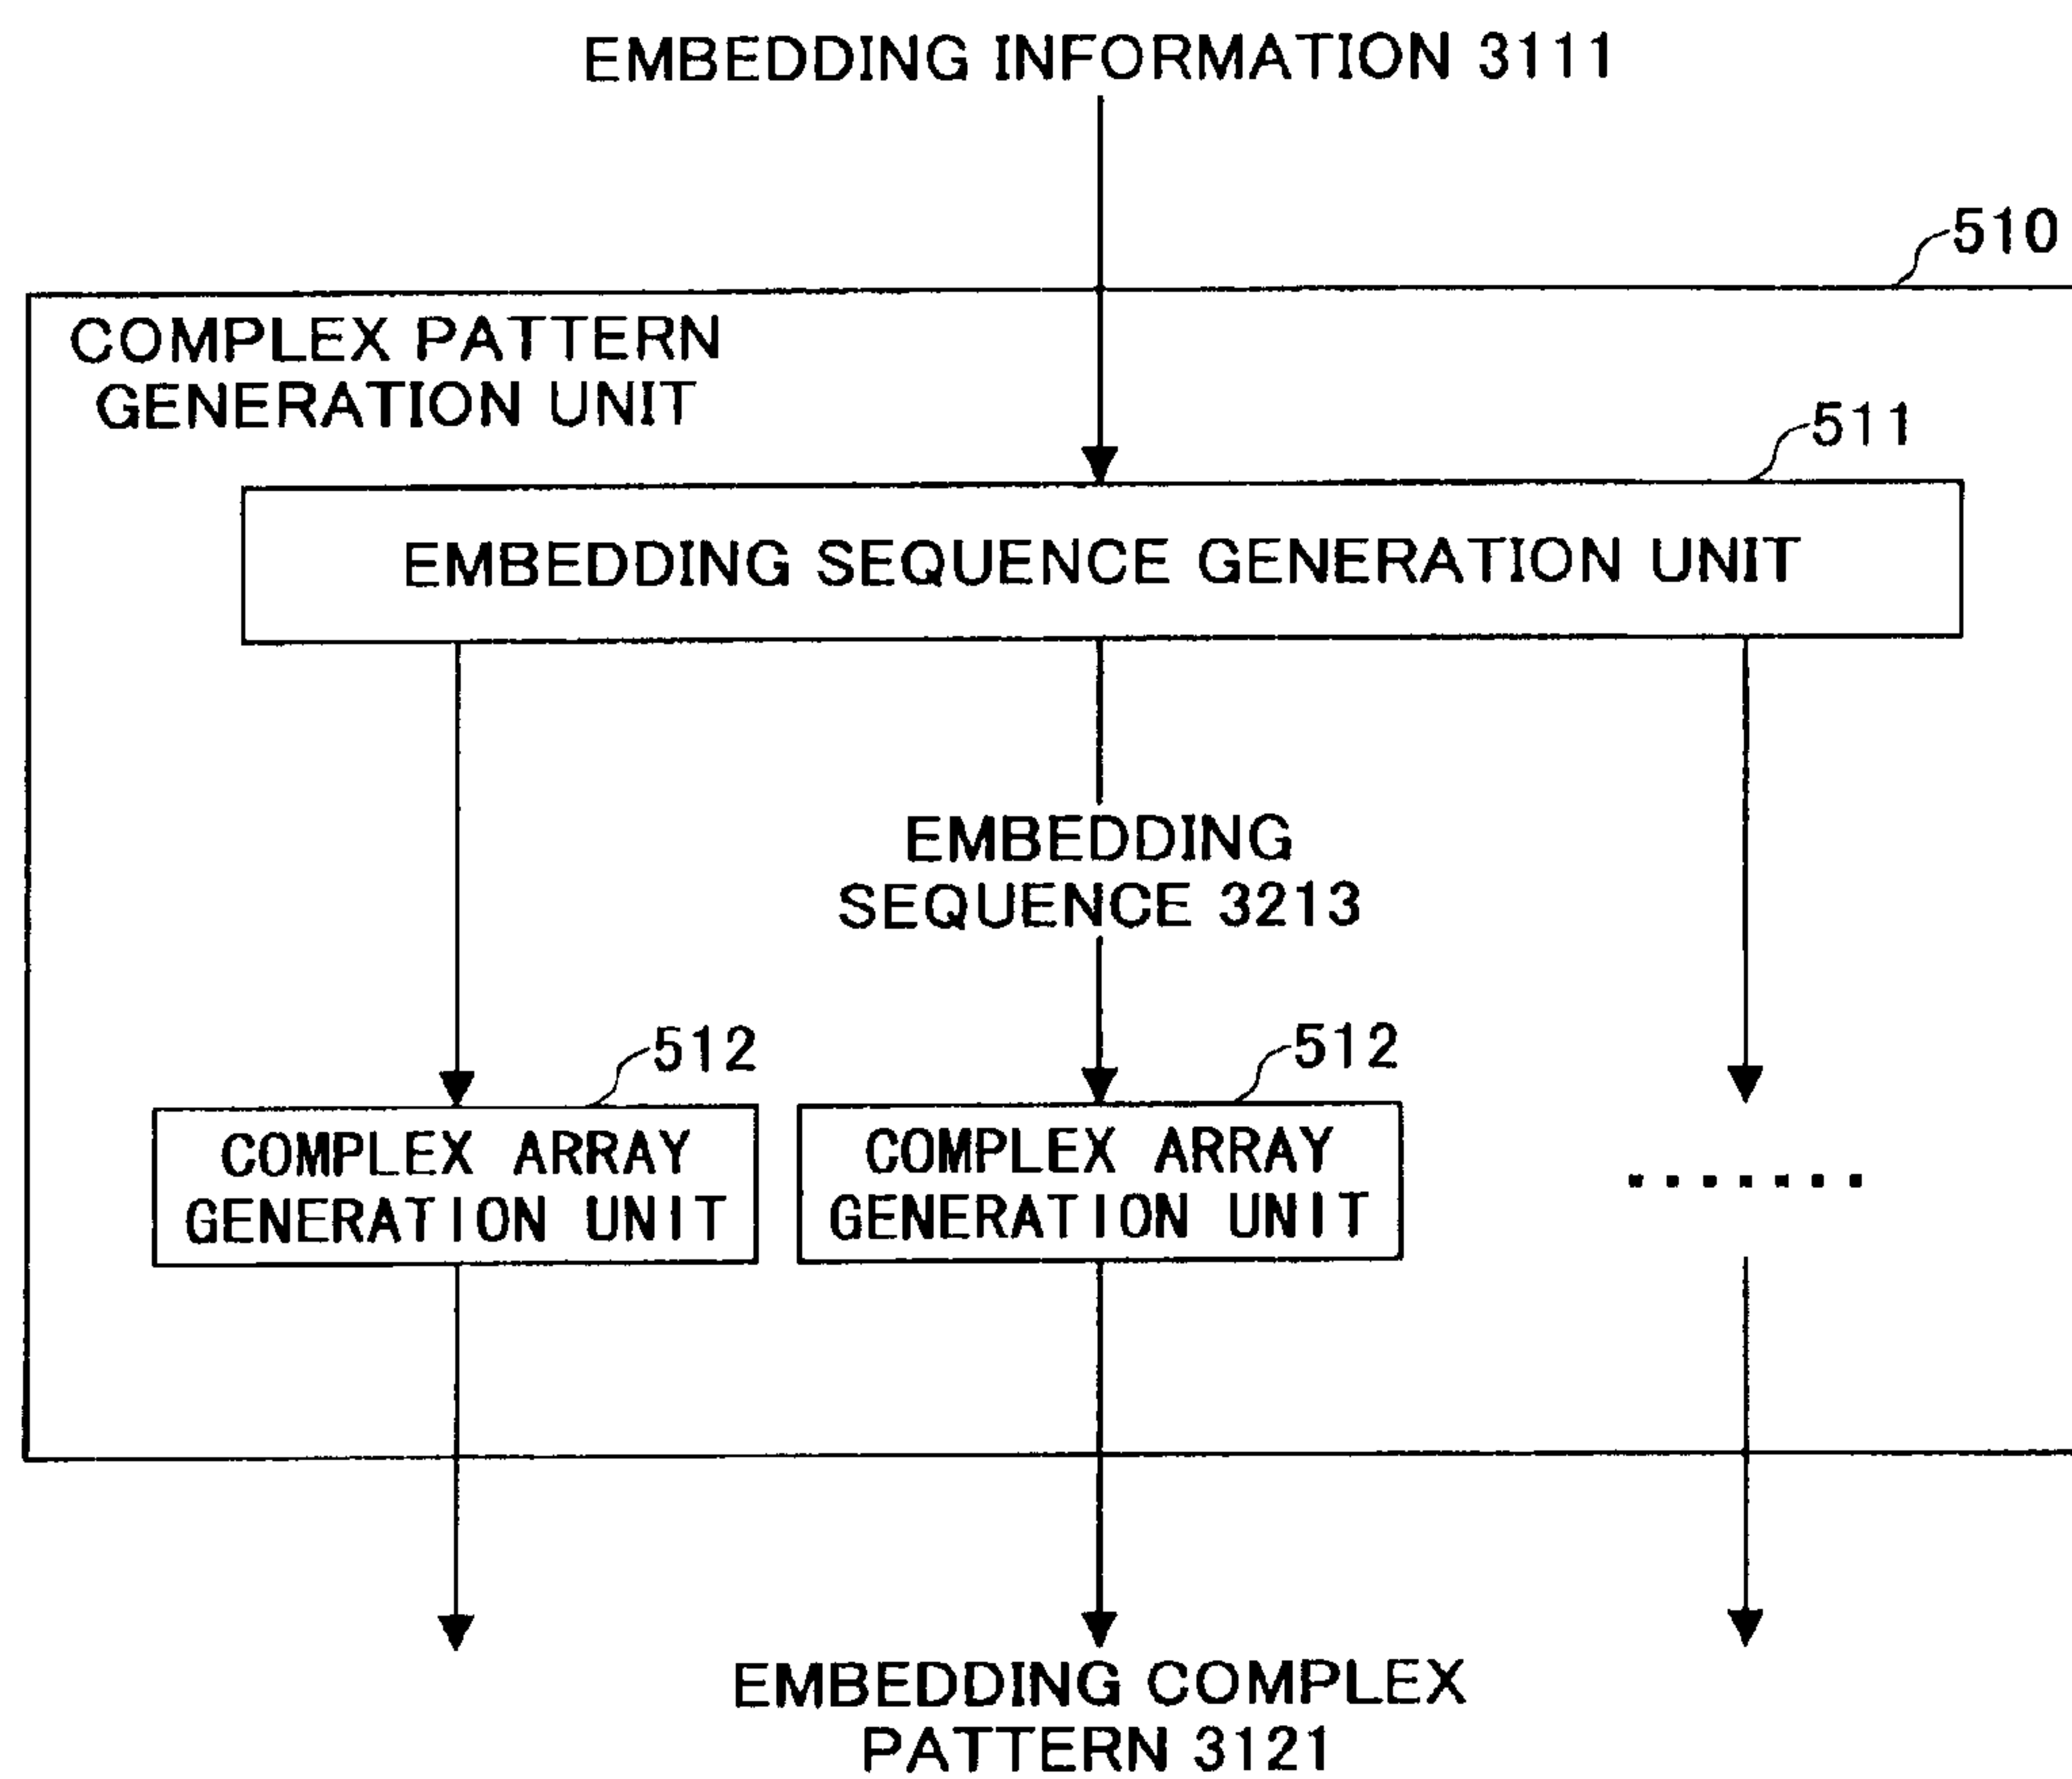 EMBEDDING INFORMATION 3111
510
COMPLEX PATTERN
GENERATION UNIT
511
EMBEDDING SEQUENCE GENERATION UNIT
EMBEDDING
SEQUENCE 3213
512
512
COMPLEX ARRAY
GENERATION UNIT
COMPLEX ARRAY
GENERATION UNIT
EMBEDDING COMPLEX
PATTERN 3121